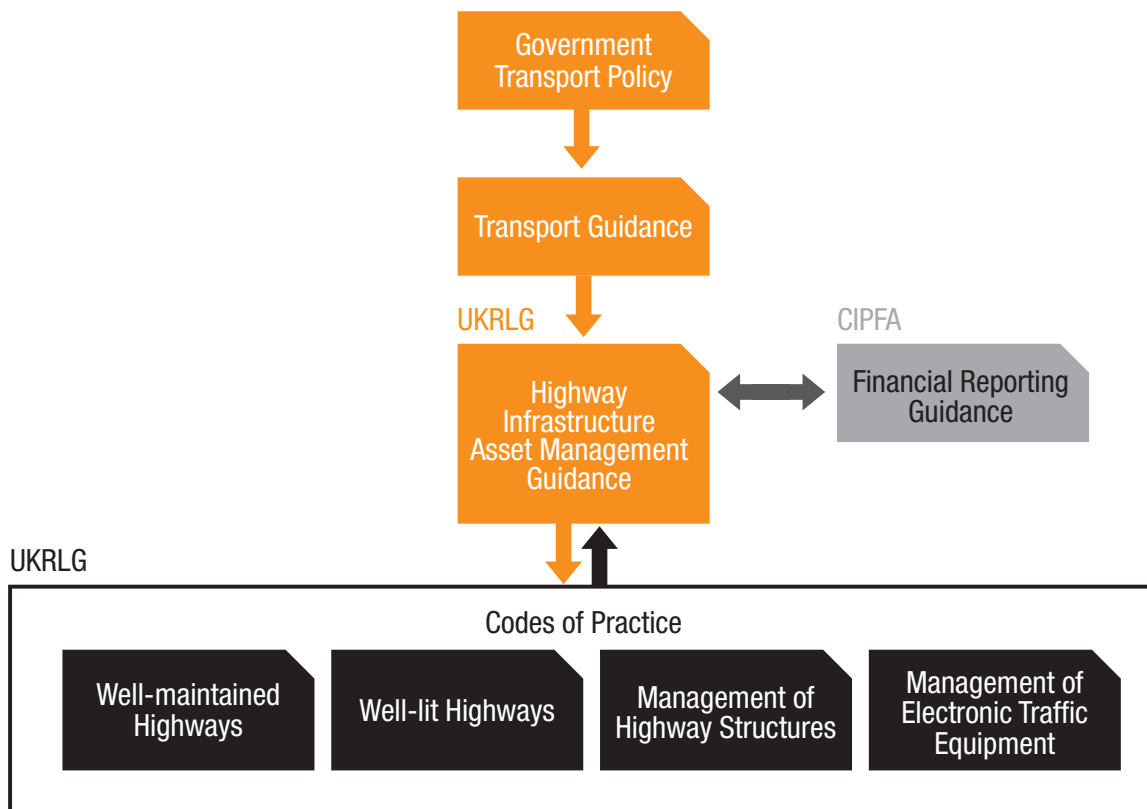 Government
Transport Policy
Transport Guidance
UKRLG
CIPFA
Highway
Infrastructure
Asset Management
Guidance
Financial Reporting
Guidance
UKRLG
Codes of Practice
Well-maintained
Highways
Well-lit Highways
Management of
Highway Structures
Management of
Electronic Traffic
Equipment